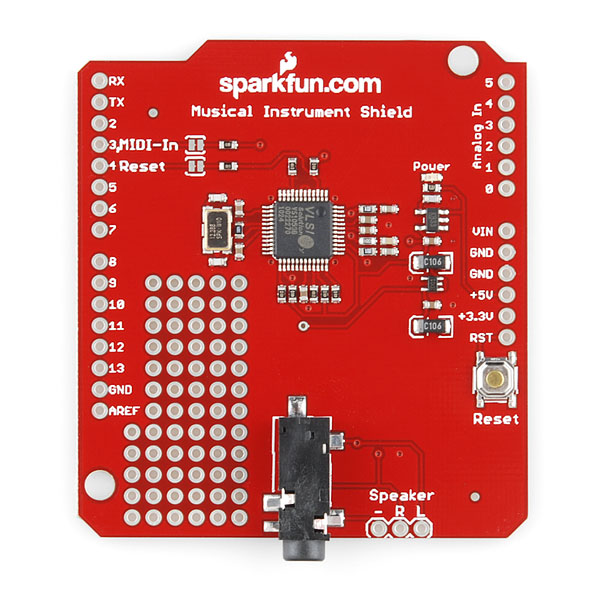 sparkfun.com
Musical Instrument Shield
RX
TX
2
3
MIDI-In
4
Reset
5
6
7
8
9
10
11
12
13
GND
AREF
5
4
3
2
1
0
Analog In
Power
VLSI
Solution
VS1053b
C106
C106
VIN
GND
GND
+5V
+3.3V
RST
Reset
Speaker
- R L